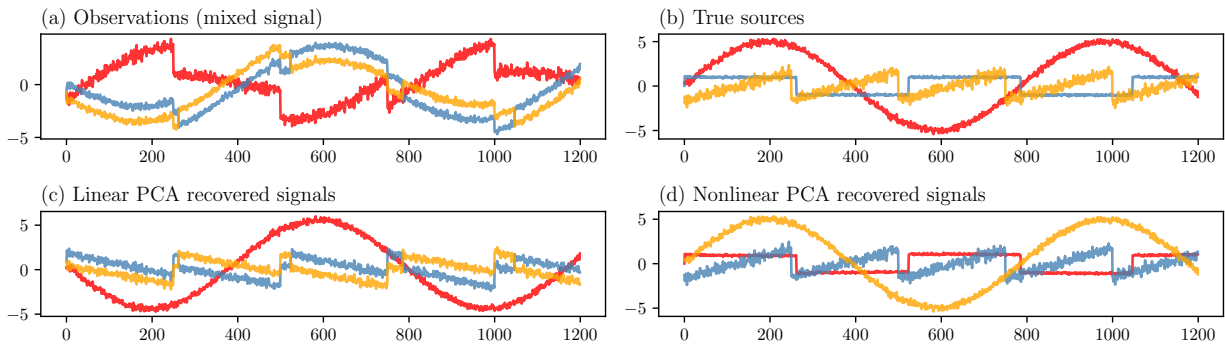 (a) Observations (mixed signal)
0
−5
0 200 400 600 800 1000 1200
(b) True sources
5
0
−5
0 200 400 600 800 1000 1200
(c) Linear PCA recovered signals
5
0
−5
0 200 400 600 800 1000 1200
(d) Nonlinear PCA recovered signals
5
0
−5
0 200 400 600 800 1000 1200